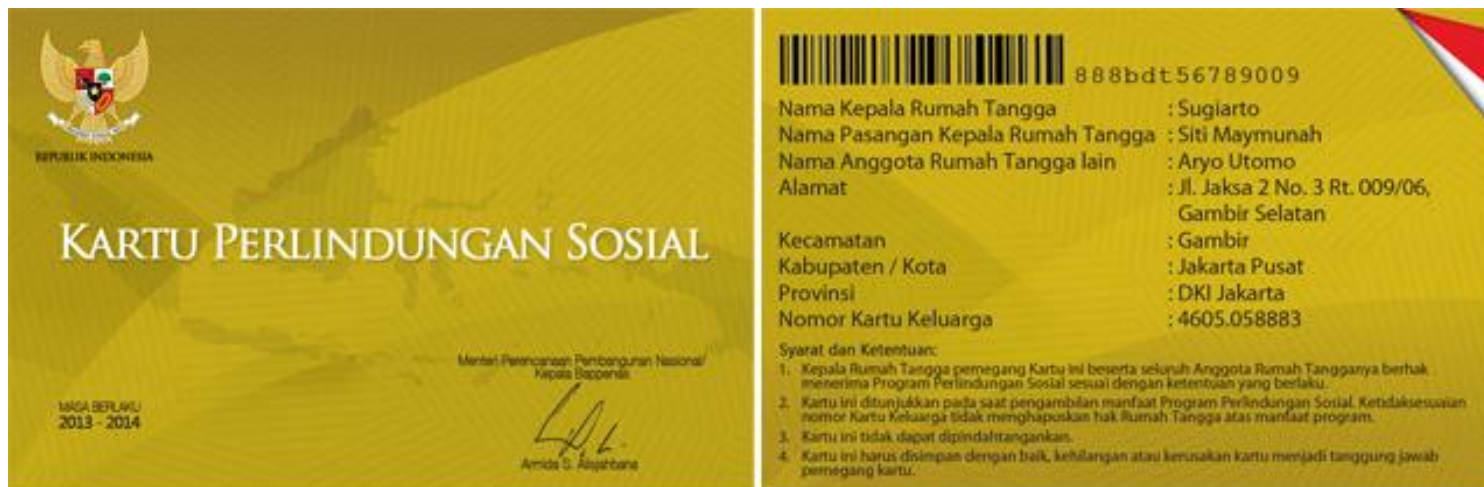 REPUBLIK INDONESIA
KARTU PERLINDUNGAN SOSIAL
Menteri Perencanaan Pembangunan Nasional/
Kepala Bappenas
MASA BERLAKU
2013 - 2014
Armida S. Alisjahbana
888bdt56789009
Nama Kepala Rumah Tangga : Sugiarto
Nama Pasangan Kepala Rumah Tangga : Siti Maymunah
Nama Anggota Rumah Tangga lain : Aryo Utomo
Alamat : Jl. Jaksa 2 No. 3 Rt. 009/06,
Gambir Selatan
Kecamatan : Gambir
Kabupaten / Kota : Jakarta Pusat
Provinsi : DKI Jakarta
Nomor Kartu Keluarga : 4605.058883
Syarat dan Ketentuan:
1. Kepala Rumah Tangga pemegang Kartu ini beserta seluruh Anggota Rumah Tangganya berhak
menerima Program Perlindungan Sosial sesuai dengan ketentuan yang berlaku.
2. Kartu ini ditunjukkan pada saat pengambilan manfaat Program Perlindungan Sosial. Ketidaksesuaian
nomor Kartu Keluarga tidak menghapuskan hak Rumah Tangga atas manfaat program.
3. Kartu ini tidak dapat dipindahtangankan.
4. Kartu ini harus disimpan dengan baik, kehilangan atau kerusakan kartu menjadi tanggung jawab
pemegang kartu.